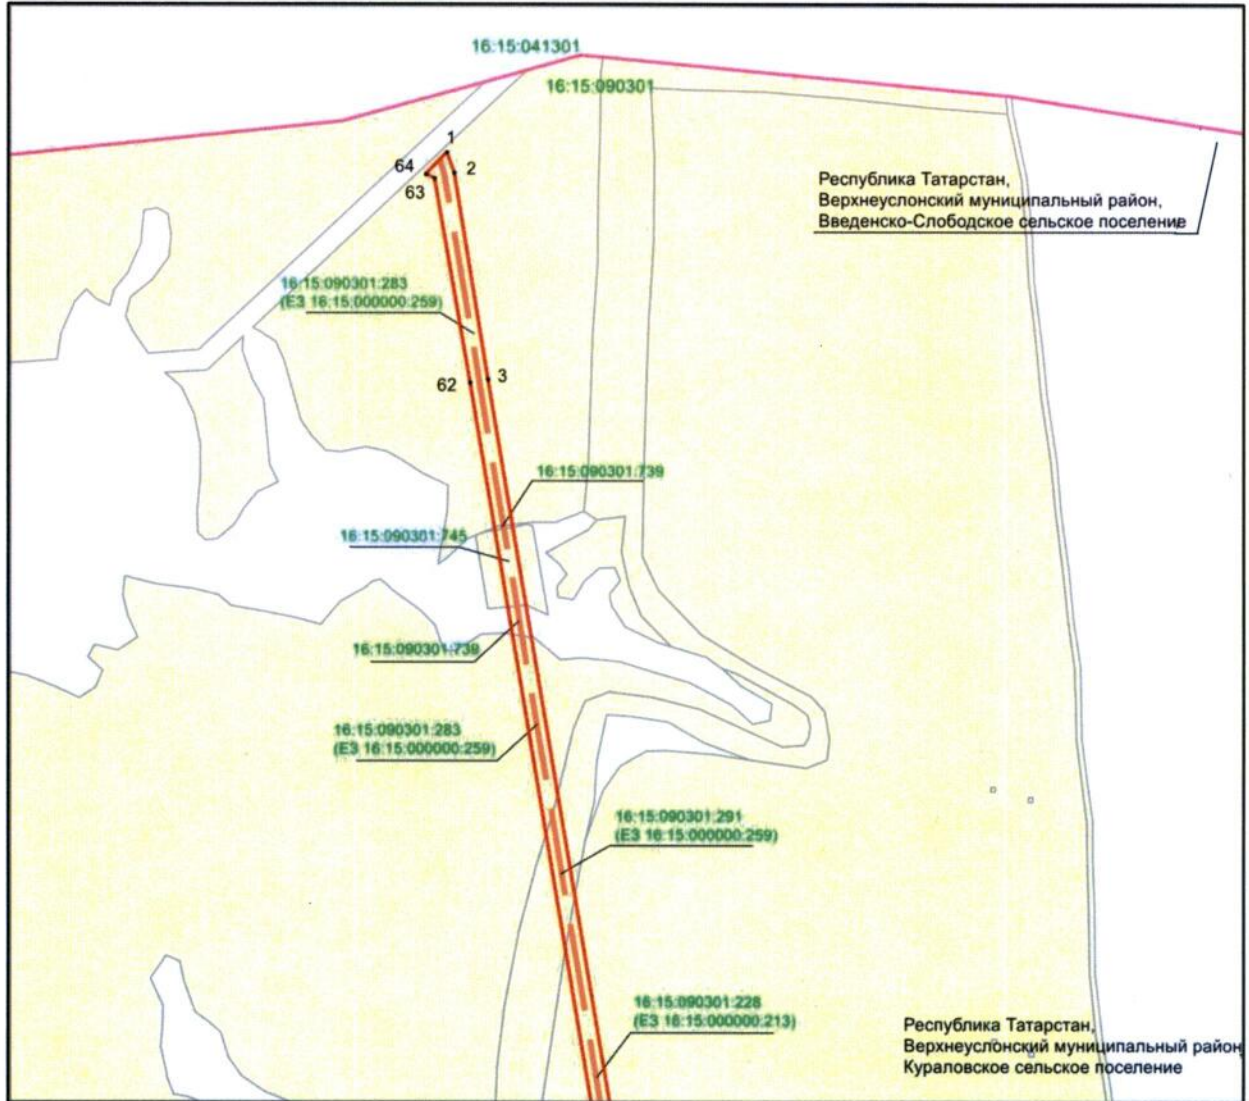 16:15:041301
16:15:090301
1
64
2
63
Республика Татарстан,
Верхнеуслонский муниципальный район,
Введенско-Слободское сельское поселение
16:15:090301:283
(ЕЗ 16:15:000000:259)
62
3
16:15:090301:739
16:15:090301:745
16:15:090301:739
16:15:090301:283
(ЕЗ 16:15:000000:259)
16:15:090301:291
(ЕЗ 16:15:000000:259)
16:15:090301:228
(ЕЗ 16:15:000000:213)
Республика Татарстан,
Верхнеуслонский муниципальный район
Кураловское сельское поселение